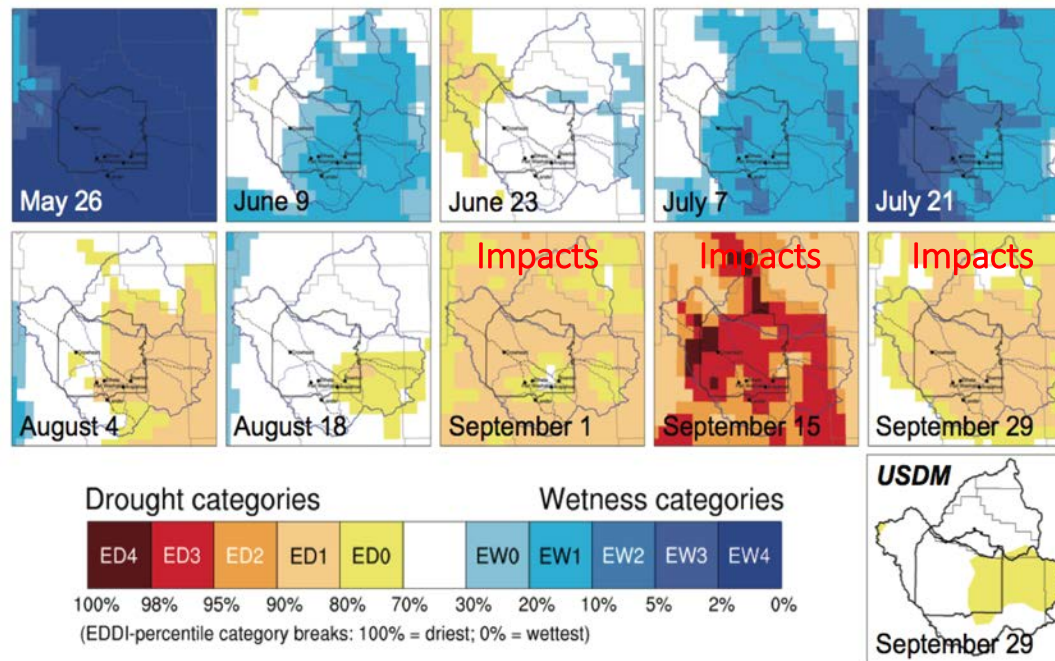 May 26
June 9
June 23
July 7
July 21
Impacts
Impacts
Impacts
August 4
August 18
September 1
September 15
September 29
Drought categories
Wetness categories
ED4 ED3 ED2 ED1 ED0 EW0 EW1 EW2 EW3 EW4
100% 98% 95% 90% 80% 70% 30% 20% 10% 5% 2% 0%
(EDDI-percentile category breaks: 100% = driest; 0% = wettest)
USDM
September 29